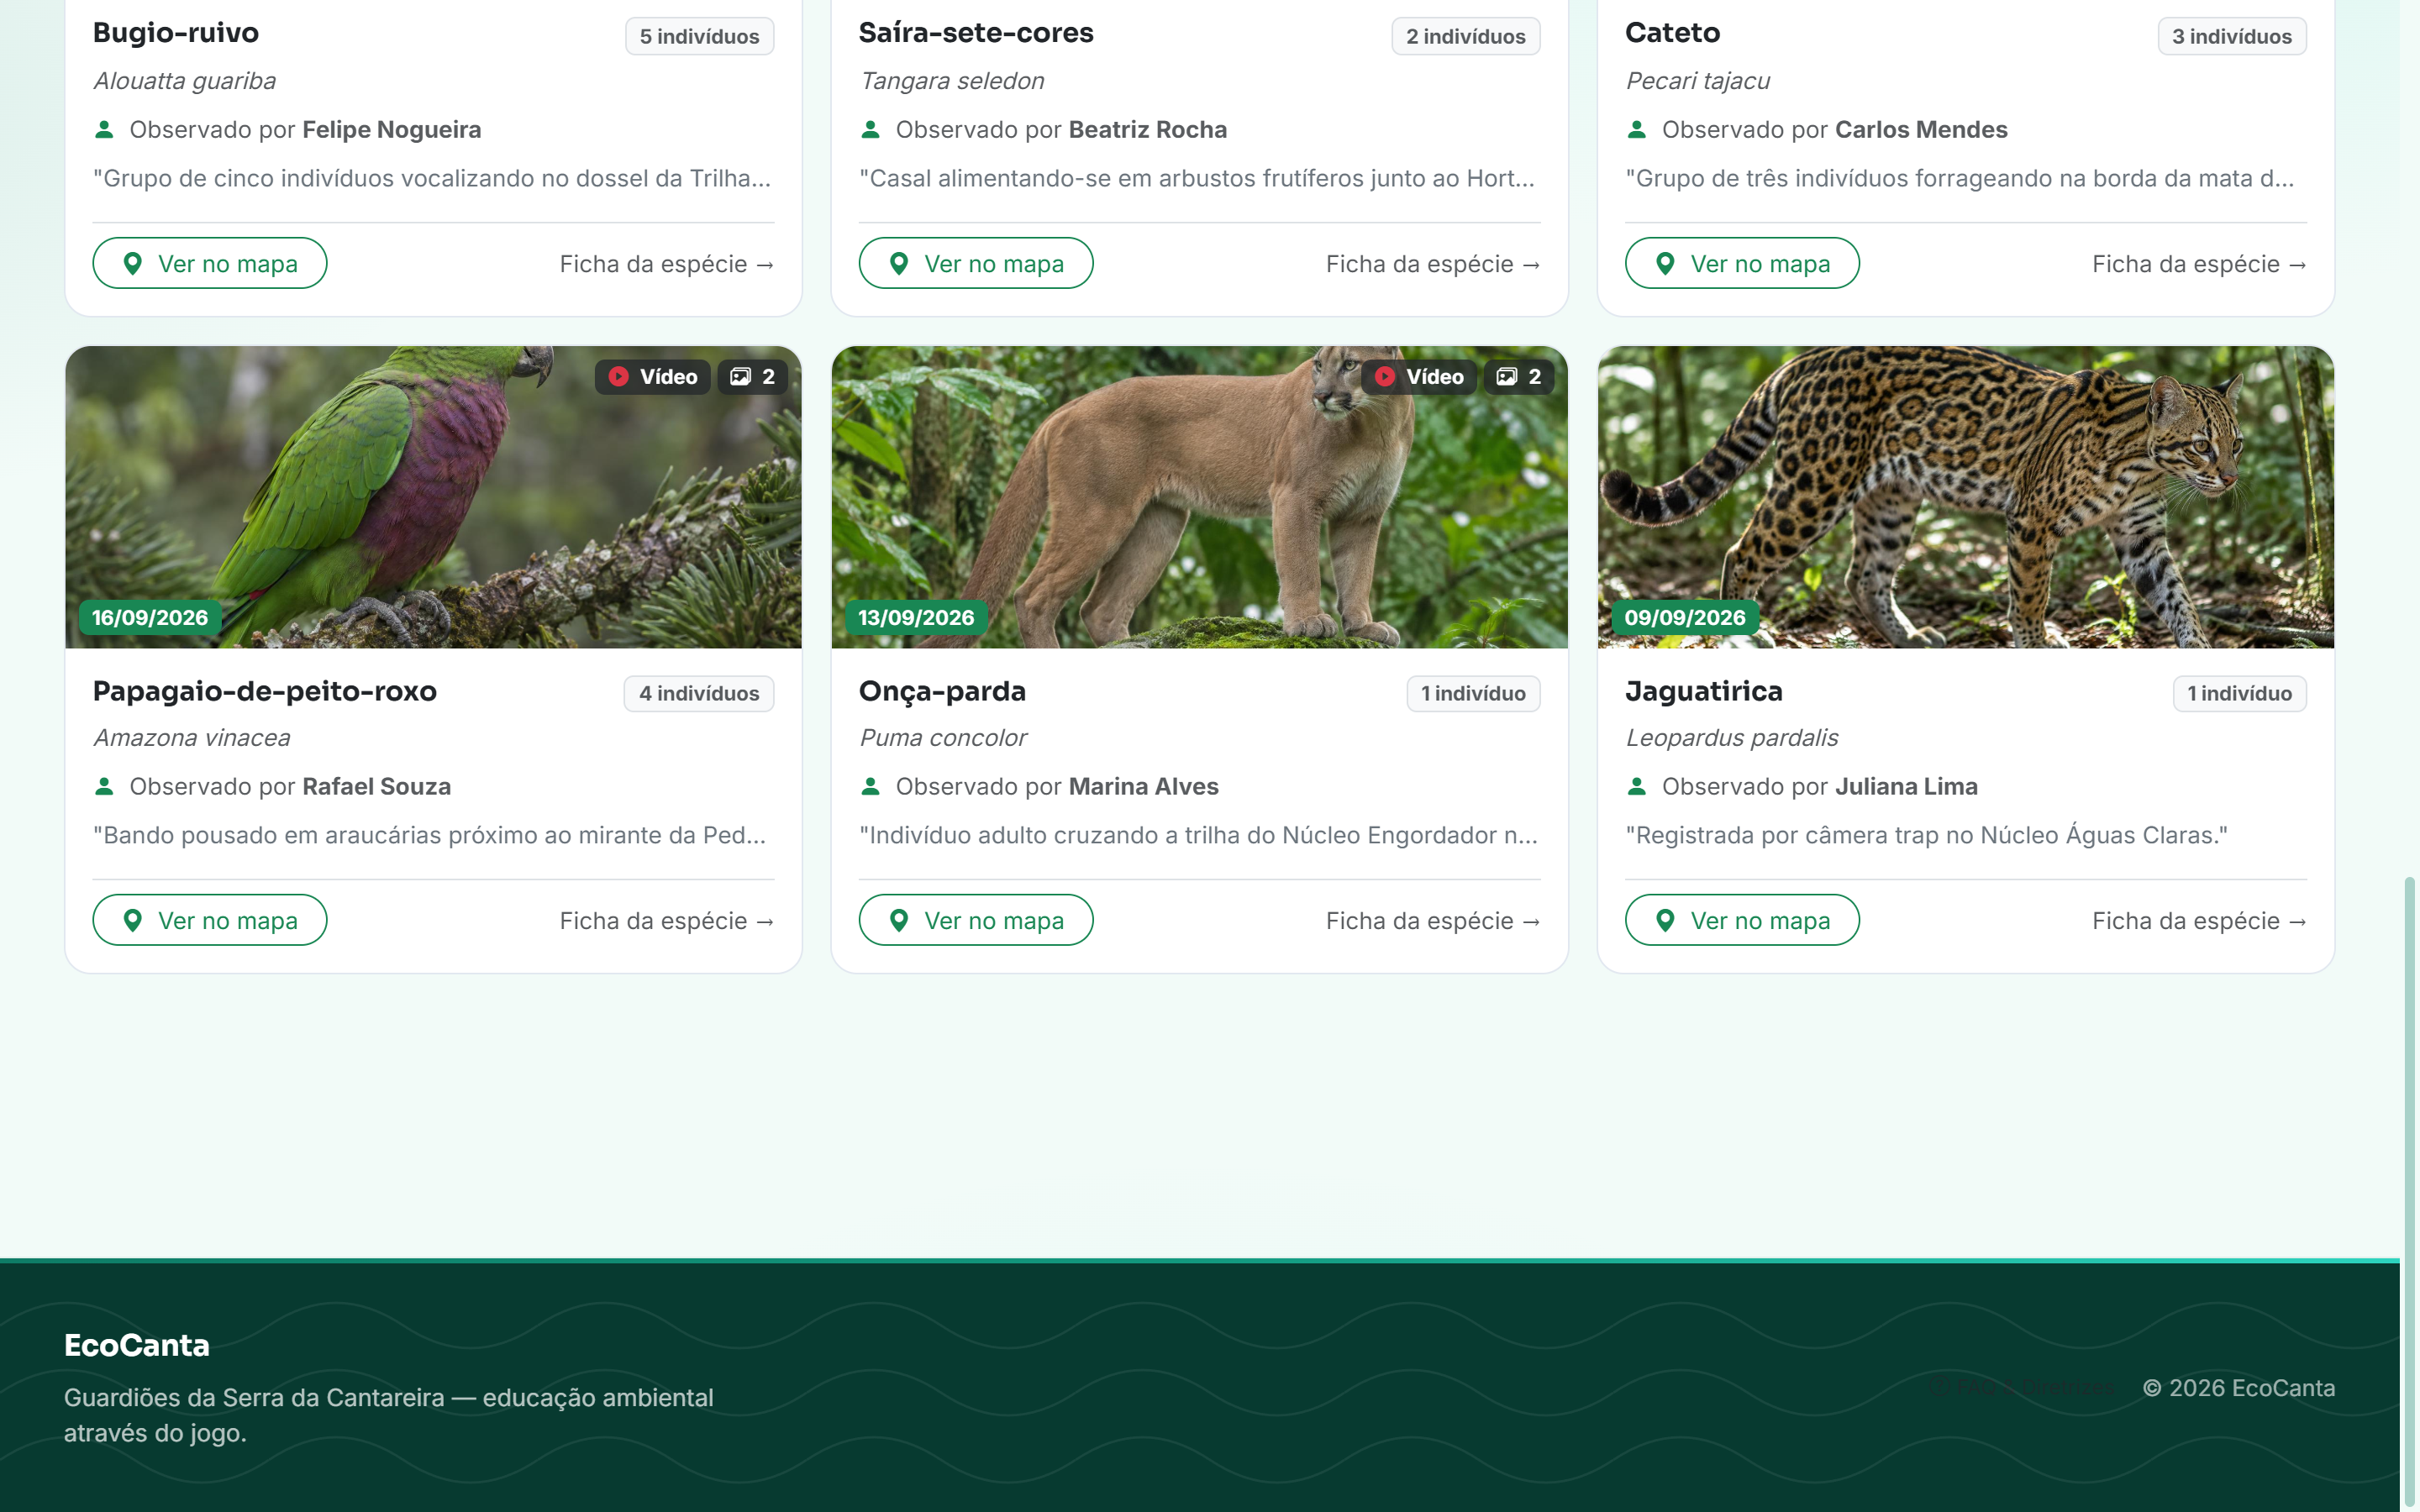 Bugio-ruivo
5 indivíduos
Alouatta guariba
Observado por Felipe Nogueira
"Grupo de cinco indivíduos vocalizando no dossel da Trilha...
Ver no mapa
Ficha da espécie →
Saíra-sete-cores
2 indivíduos
Tangara seledon
Observado por Beatriz Rocha
"Casal alimentando-se em arbustos frutíferos junto ao Hort...
Ver no mapa
Ficha da espécie →
Cateto
3 indivíduos
Pecari tajacu
Observado por Carlos Mendes
"Grupo de três indivíduos forrageando na borda da mata d...
Ver no mapa
Ficha da espécie →
Vídeo
2
16/09/2026
Papagaio-de-peito-roxo
4 indivíduos
Amazona vinacea
Observado por Rafael Souza
"Bando pousado em araucárias próximo ao mirante da Ped...
Ver no mapa
Ficha da espécie →
Vídeo
2
13/09/2026
Onça-parda
1 indivíduo
Puma concolor
Observado por Marina Alves
"Indivíduo adulto cruzando a trilha do Núcleo Engordador n...
Ver no mapa
Ficha da espécie →
09/09/2026
Jaguatirica
1 indivíduo
Leopardus pardalis
Observado por Juliana Lima
"Registrada por câmera trap no Núcleo Águas Claras."
Ver no mapa
Ficha da espécie →
EcoCanta
Guardiões da Serra da Cantareira — educação ambiental
através do jogo.
FAQ & Diretrizes
© 2026 EcoCanta